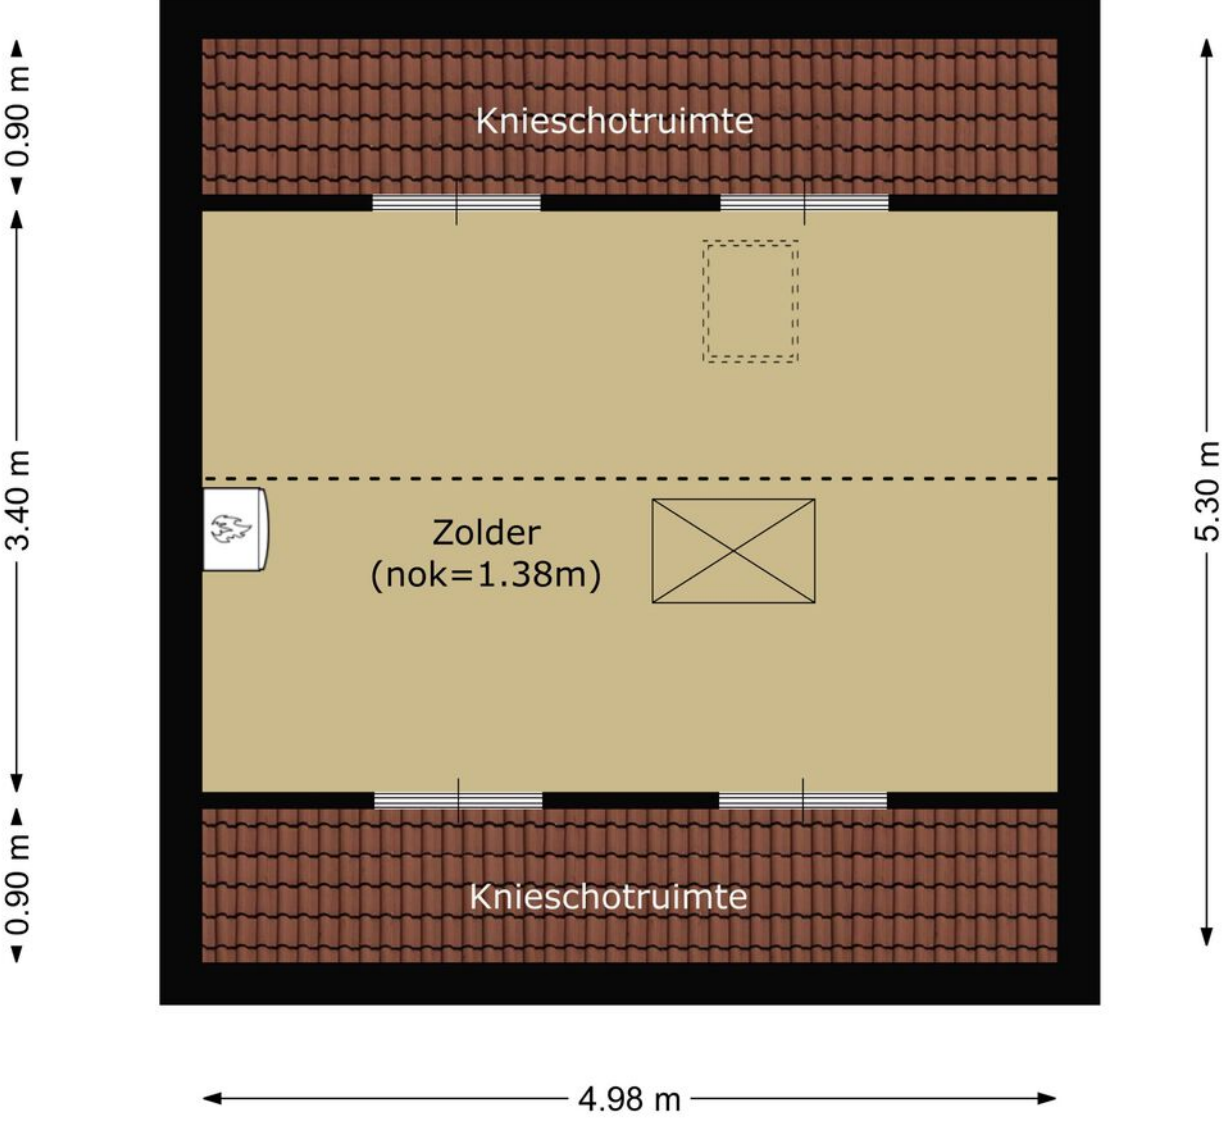 0.90 m
Knieschotruimte
3.40 m
5.30 m
Zolder
(nok=1.38m)
0.90 m
Knieschotruimte
4.98 m